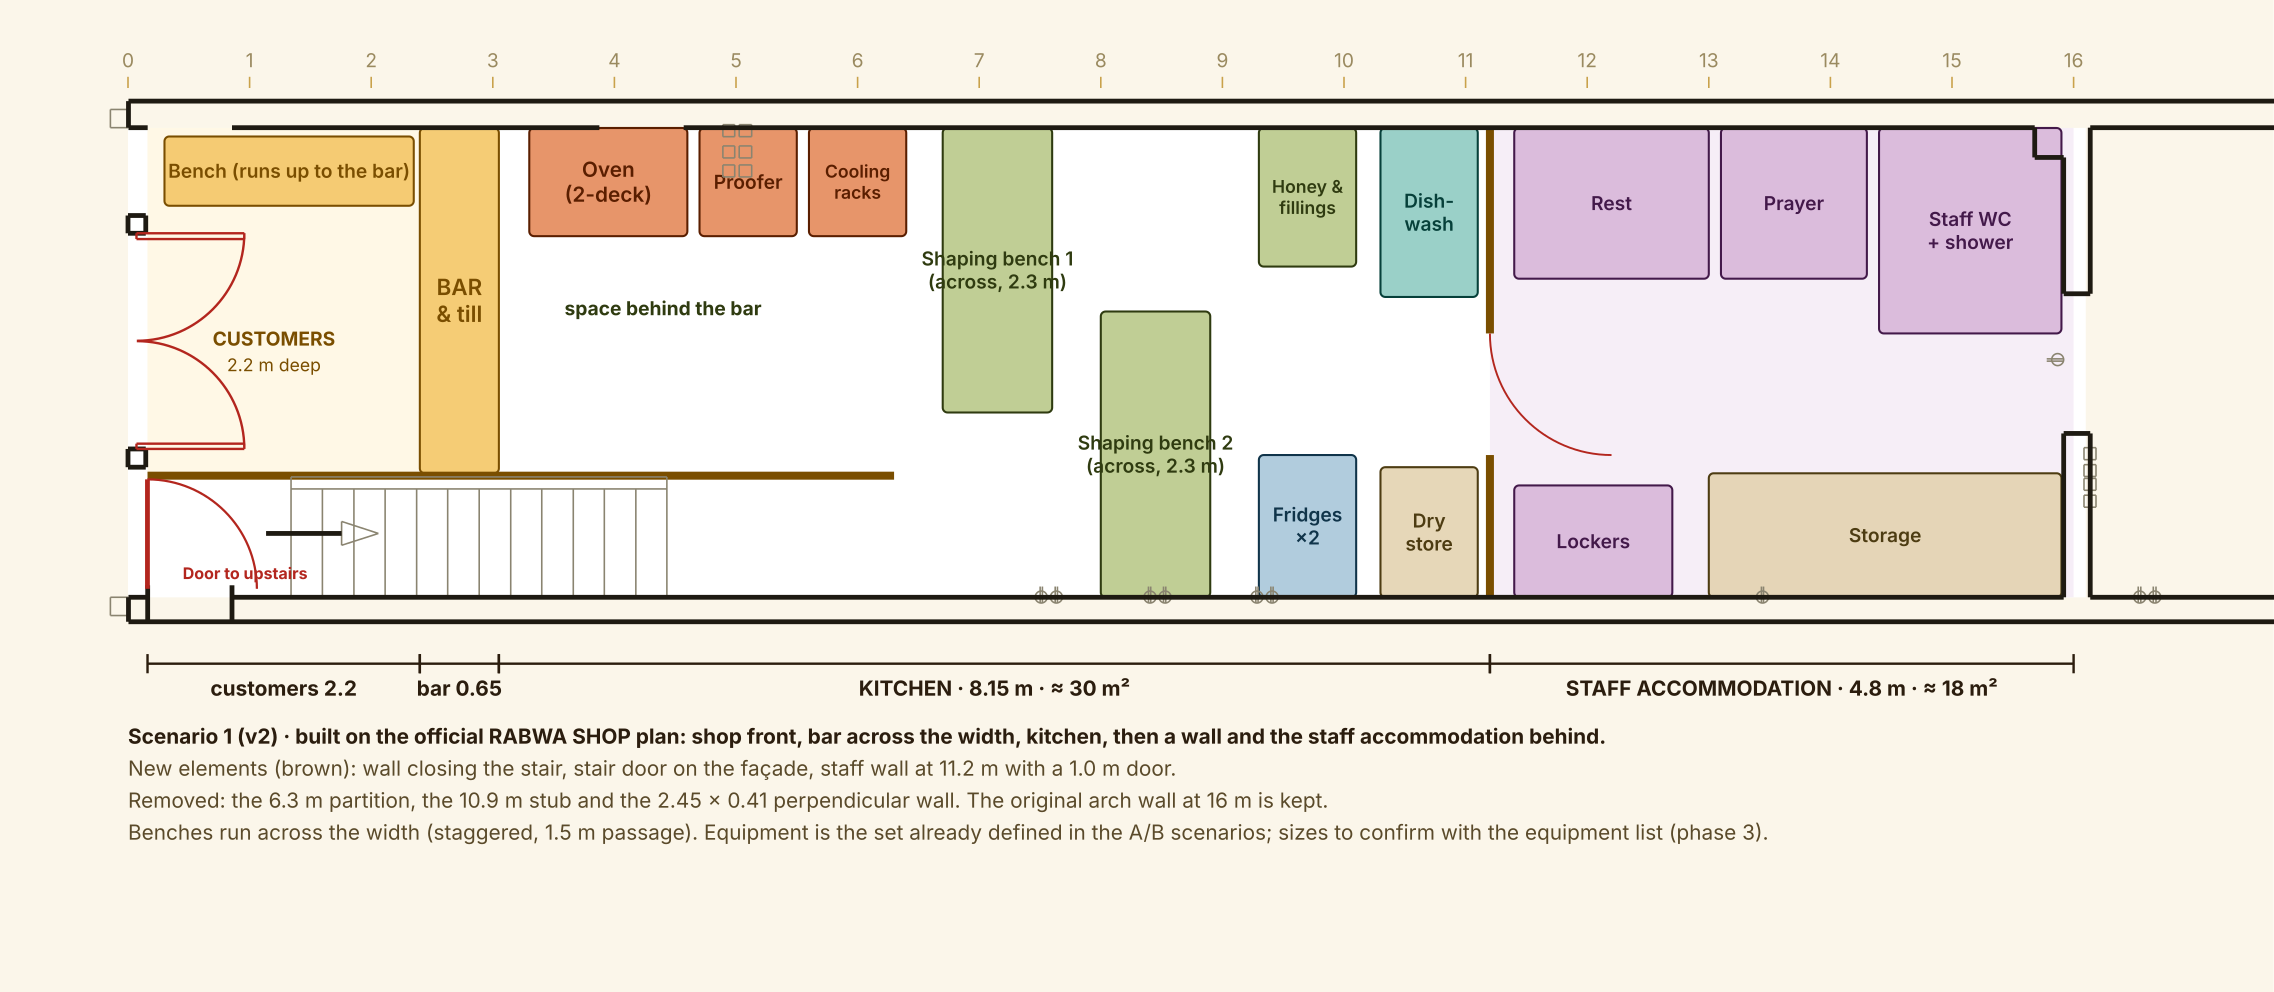 0 1 2 3 4 5 6 7 8 9 10 11 12 13 14 15 16
Bench (runs up to the bar)
BAR
& till
CUSTOMERS
2.2 m deep
Door to upstairs
Oven
(2-deck)
Proofer
Cooling
racks
space behind the bar
Shaping bench 1
(across, 2.3 m)
Shaping bench 2
(across, 2.3 m)
Honey &
fillings
Dish-
wash
Fridges
×2
Dry
store
Rest
Prayer
Staff WC
+ shower
Lockers
Storage
customers 2.2
bar 0.65
KITCHEN · 8.15 m · ≈ 30 m²
STAFF ACCOMMODATION · 4.8 m · ≈ 18 m²
Scenario 1 (v2) · built on the official RABWA SHOP plan: shop front, bar across the width, kitchen, then a wall and the staff accommodation behind.
New elements (brown): wall closing the stair, stair door on the façade, staff wall at 11.2 m with a 1.0 m door.
Removed: the 6.3 m partition, the 10.9 m stub and the 2.45 × 0.41 perpendicular wall. The original arch wall at 16 m is kept.
Benches run across the width (staggered, 1.5 m passage). Equipment is the set already defined in the A/B scenarios; sizes to confirm with the equipment list (phase 3).